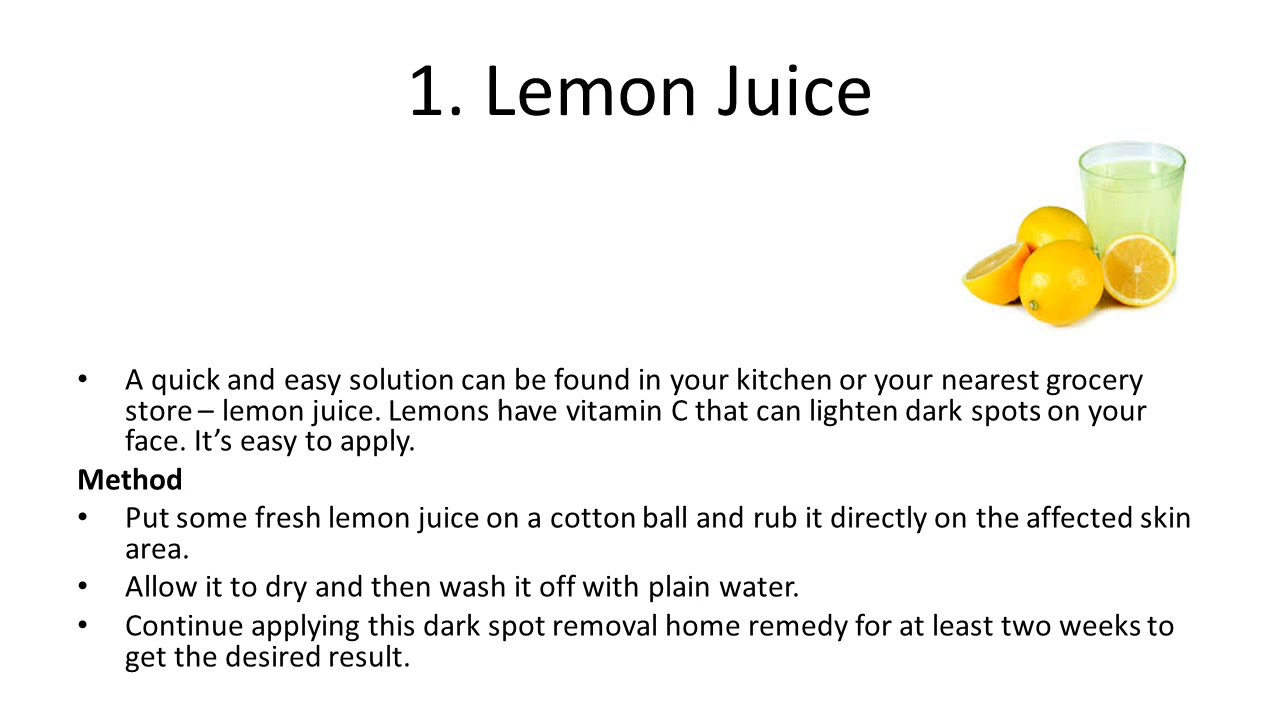 1. Lemon Juice
• A quick and easy solution can be found in your kitchen or your nearest grocery
store – lemon juice. Lemons have vitamin C that can lighten dark spots on your
face. It’s easy to apply.
Method
• Put some fresh lemon juice on a cotton ball and rub it directly on the affected skin
area.
• Allow it to dry and then wash it off with plain water.
• Continue applying this dark spot removal home remedy for at least two weeks to
get the desired result.